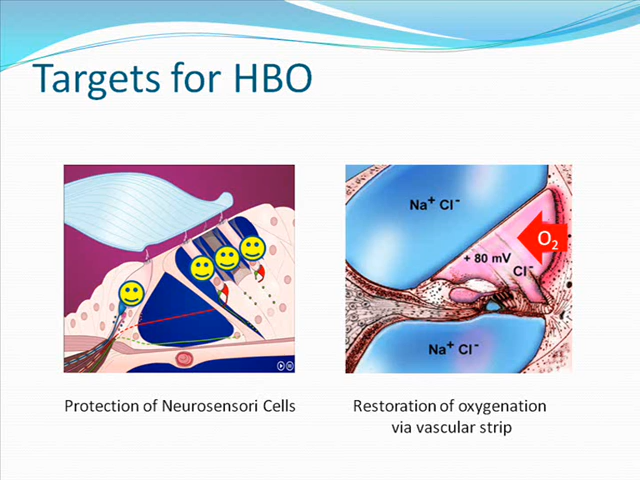 Targets for HBO
Na⁺ Cl⁻
O₂
+ 80 mV
Cl⁻
Na⁺ Cl⁻
Protection of Neurosensori Cells
Restoration of oxygenation
via vascular strip